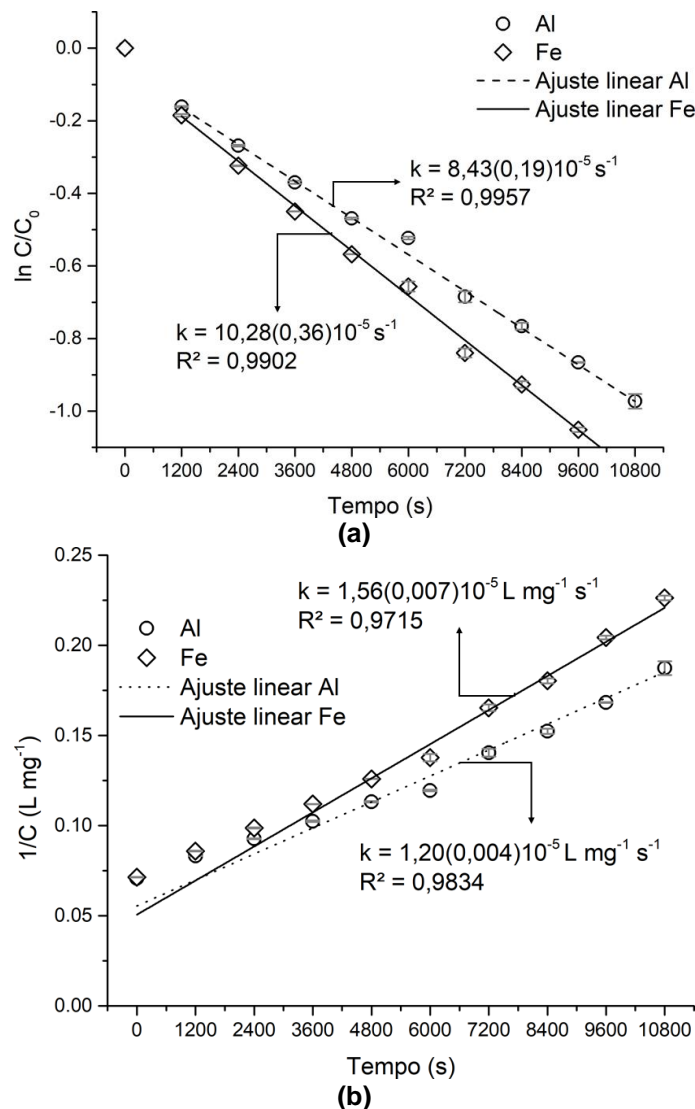 Al
Fe
Ajuste linear Al
Ajuste linear Fe
k = 8,43(0,19)10⁻⁵ s⁻¹
R² = 0,9957
k = 10,28(0,36)10⁻⁵ s⁻¹
R² = 0,9902
ln C/C₀
0.0
-0.2
-0.4
-0.6
-0.8
-1.0
0 1200 2400 3600 4800 6000 7200 8400 9600 10800
Tempo (s)
(a)
k = 1,56(0,007)10⁻⁵ L mg⁻¹ s⁻¹
R² = 0,9715
Al
Fe
Ajuste linear Al
Ajuste linear Fe
k = 1,20(0,004)10⁻⁵ L mg⁻¹ s⁻¹
R² = 0,9834
1/C (L mg⁻¹)
0.25
0.20
0.15
0.10
0.05
0.00
0 1200 2400 3600 4800 6000 7200 8400 9600 10800
Tempo (s)
(b)